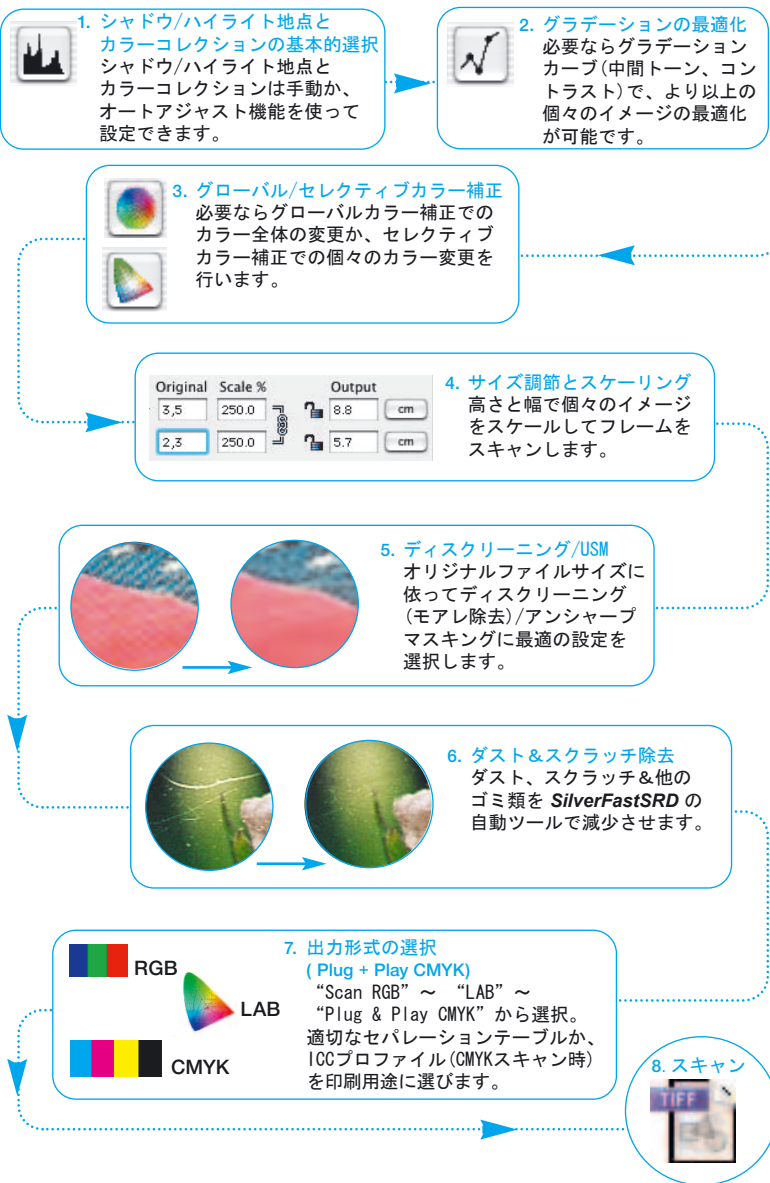 1. シャドウ/ハイライト地点と
カラーコレクションの基本的選択
シャドウ/ハイライト地点と
カラーコレクションは手動か、
オートアジャスト機能を使って
設定できます。
2. グラデーションの最適化
必要ならグラデーション
カーブ(中間トーン、コン
トラスト)で、より以上の
個々のイメージの最適化
が可能です。
3. グローバル/セレクティブカラー補正
必要ならグローバルカラー補正での
カラー全体の変更か、セレクティブ
カラー補正での個々のカラー変更を
行います。
Original Scale % Output
3,5 250.0 8.8 cm
2,3 250.0 5.7 cm
4. サイズ調節とスケーリング
高さと幅で個々のイメージ
をスケールしてフレームを
スキャンします。
5. ディスクリーニング/USM
オリジナルファイルサイズに
依ってディスクリーニング
(モアレ除去)/アンシャープ
マスキングに最適の設定を
選択します。
6. ダスト&スクラッチ除去
ダスト、スクラッチ&他の
ゴミ類を SilverFastSRD の
自動ツールで減少させます。
RGB
LAB
CMYK
7. 出力形式の選択
( Plug + Play CMYK)
“Scan RGB”～ “LAB”～
“Plug & Play CMYK”から選択。
適切なセパレーションテーブルか、
ICCプロファイル(CMYKスキャン時)
を印刷用途に選びます。
8. スキャン
TIFF